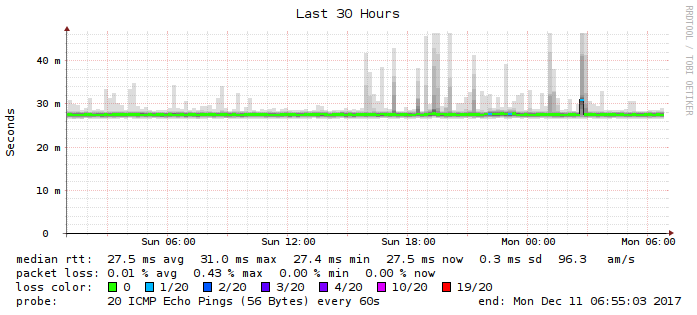 Last 30 Hours
RRDTOOL / TOBI OETIKER
Seconds
40 m
30 m
20 m
10 m
0
Sun 06:00 Sun 12:00 Sun 18:00 Mon 00:00 Mon 06:00
median rtt: 27.5 ms avg 31.0 ms max 27.4 ms min 27.5 ms now 0.3 ms sd 96.3 am/s
packet loss: 0.01 % avg 0.43 % max 0.00 % min 0.00 % now
loss color: 0 1/20 2/20 3/20 4/20 10/20 19/20
probe: 20 ICMP Echo Pings (56 Bytes) every 60s end: Mon Dec 11 06:55:03 2017